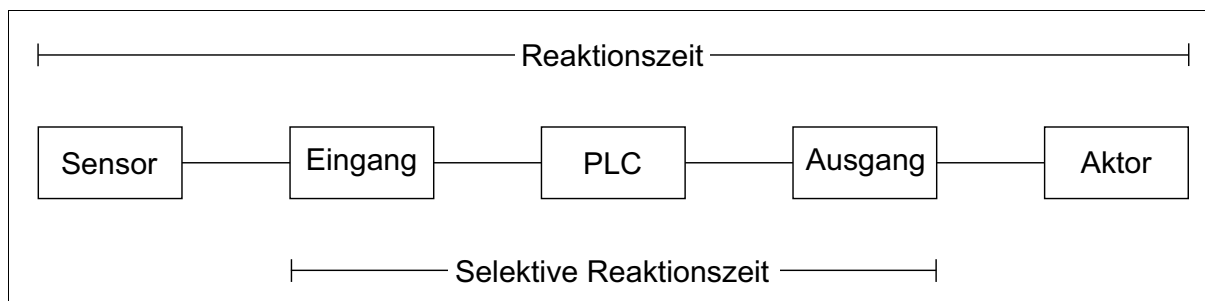 Reaktionszeit
Sensor
Eingang
PLC
Ausgang
Aktor
Selektive Reaktionszeit